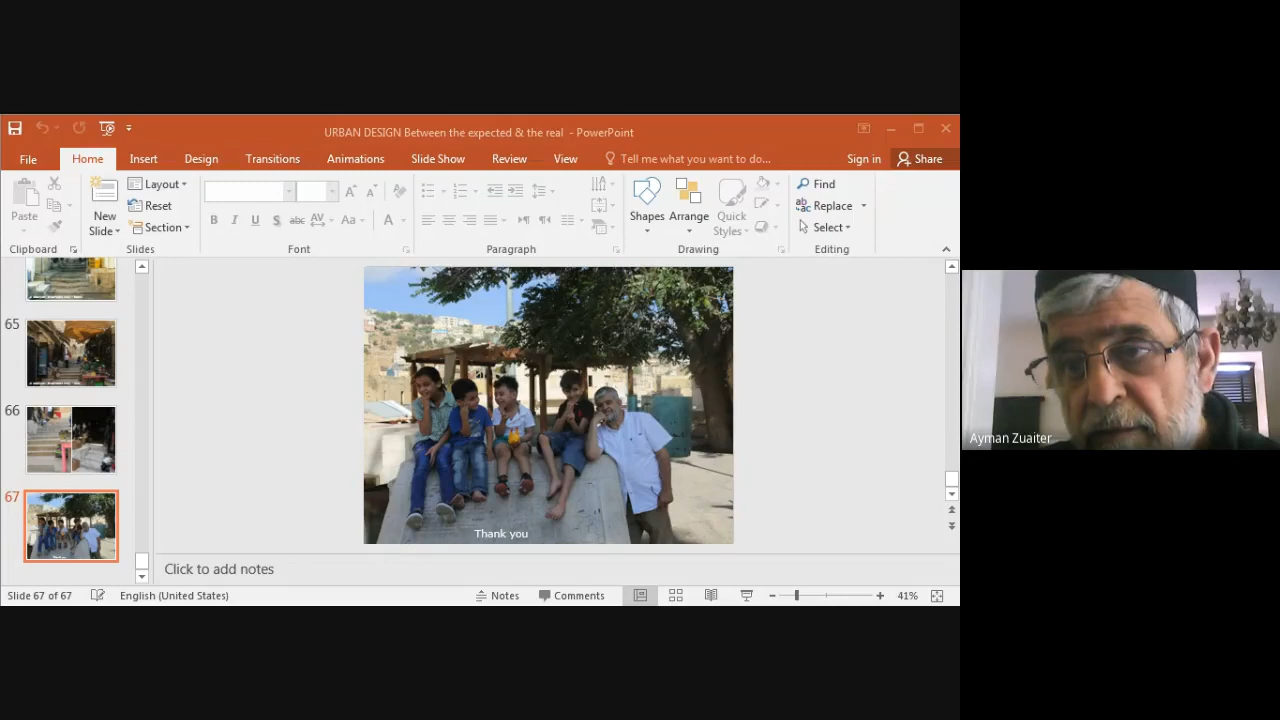 URBAN DESIGN Between the expected & the real - PowerPoint
File
Home
Insert
Design
Transitions
Animations
Slide Show
Review
View
Tell me what you want to do...
Sign in
Share
Paste
New
Slide
Layout
Reset
Section
B I U S abc AV Aa A
Shapes
Arrange
Quick
Styles
Find
Replace
Select
Clipboard
Slides
Font
Paragraph
Drawing
Editing
65
66
67
Thank you
Ayman Zuaiter
Click to add notes
Slide 67 of 67
English (United States)
Notes
Comments
41%